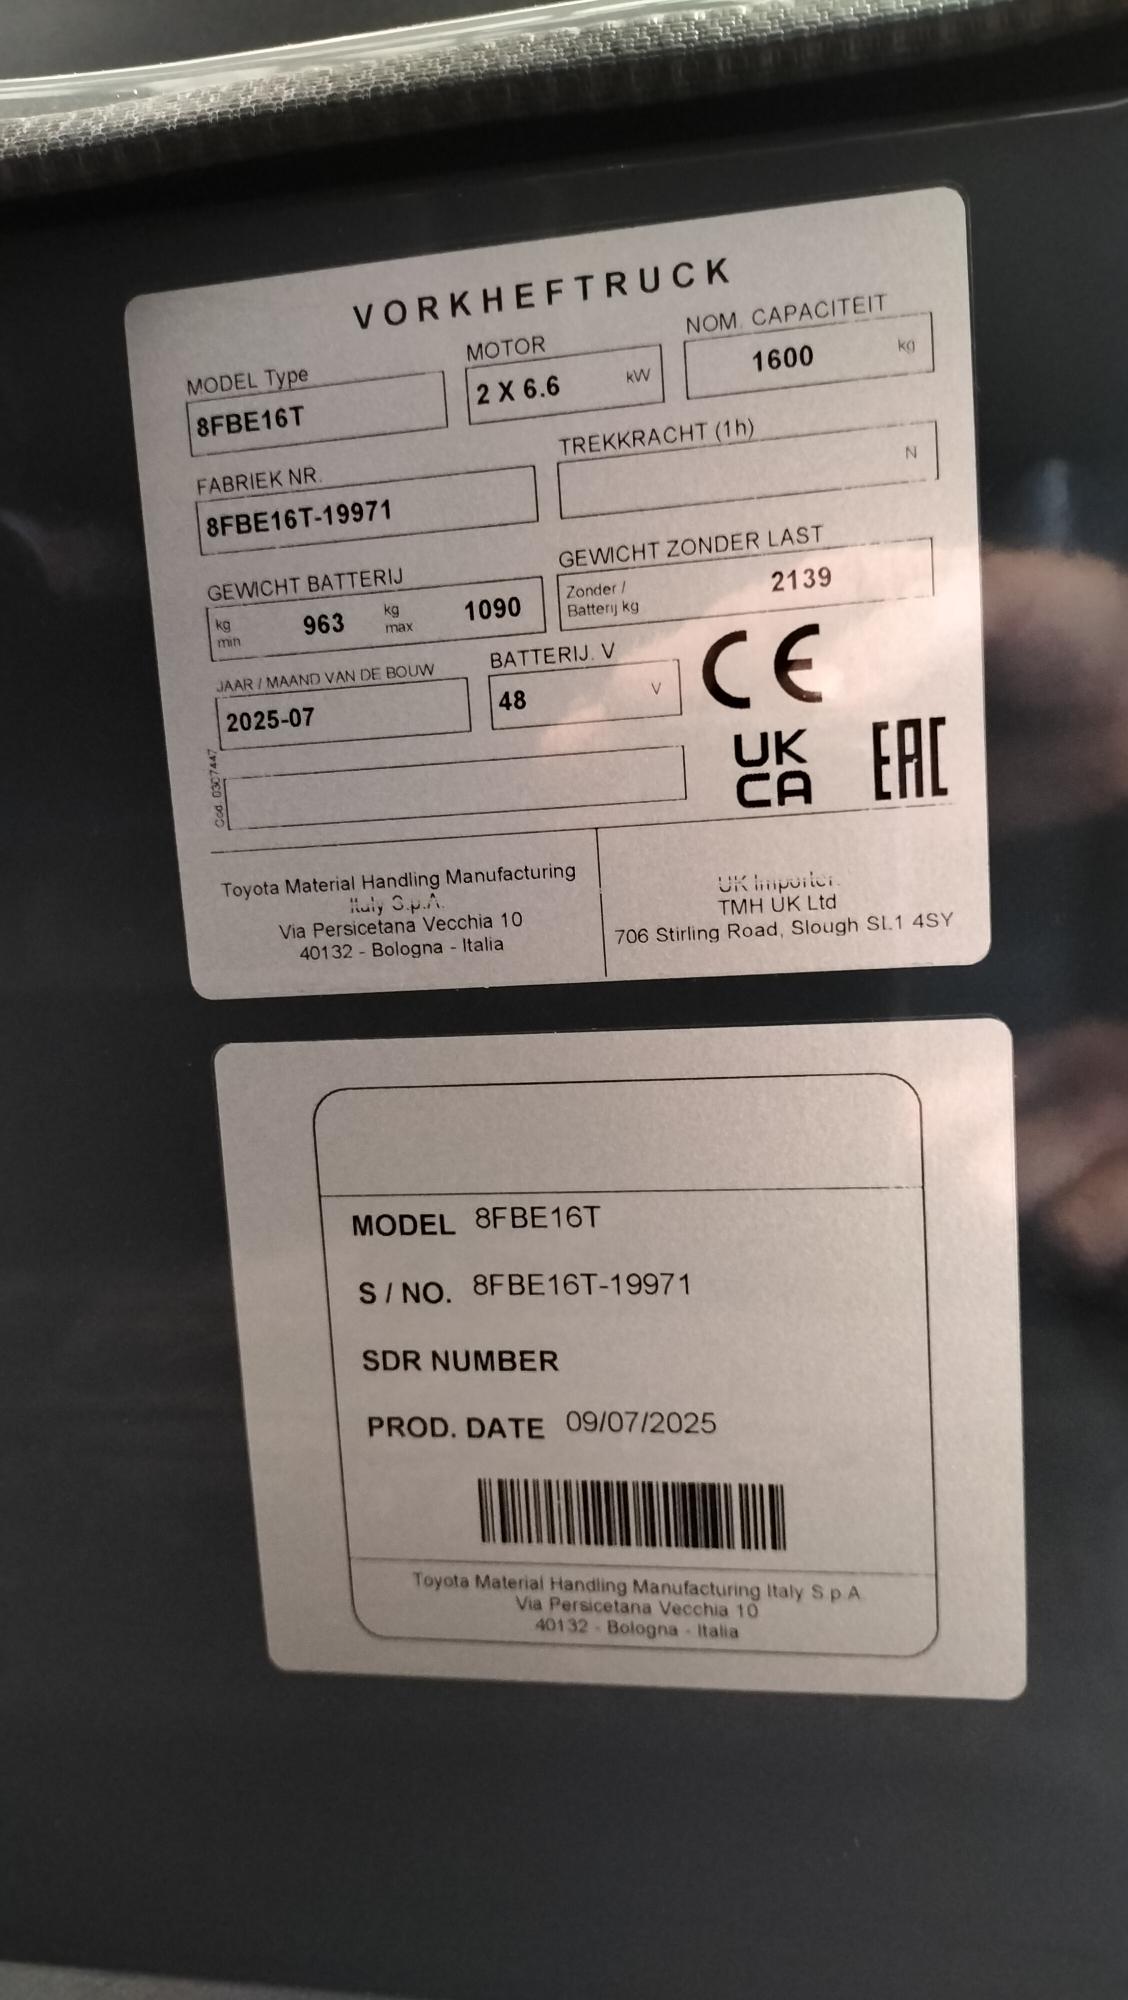 VORKHEFTRUCK
MODEL Type
MOTOR
NOM. CAPACITEIT
8FBE16T
2 X 6.6 kW
1600 kg
FABRIEK NR.
TREKKRACHT (1h)
8FBE16T-19971
N
GEWICHT BATTERIJ
GEWICHT ZONDER LAST
kg min 963 kg max 1090
Zonder / Batterij kg 2139
JAAR / MAAND VAN DE BOUW
BATTERIJ. V
2025-07
48 V
CE
UK
CA
EAC
Cod. 0307447
Toyota Material Handling Manufacturing
Italy S.p.A.
Via Persicetana Vecchia 10
40132 - Bologna - Italia
UK Importer:
TMH UK Ltd
706 Stirling Road, Slough SL1 4SY
MODEL 8FBE16T
S / NO. 8FBE16T-19971
SDR NUMBER
PROD. DATE 09/07/2025
Toyota Material Handling Manufacturing Italy S.p.A.
Via Persicetana Vecchia 10
40132 - Bologna - Italia